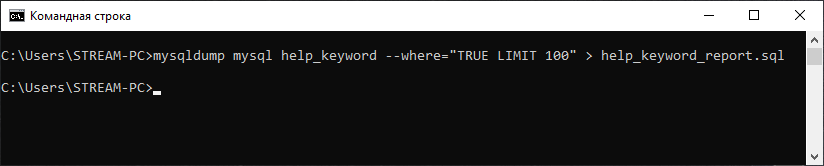 Командная строка
C:\Users\STREAM-PC>mysqldump mysql help_keyword --where="TRUE LIMIT 100" > help_keyword_report.sql
C:\Users\STREAM-PC>